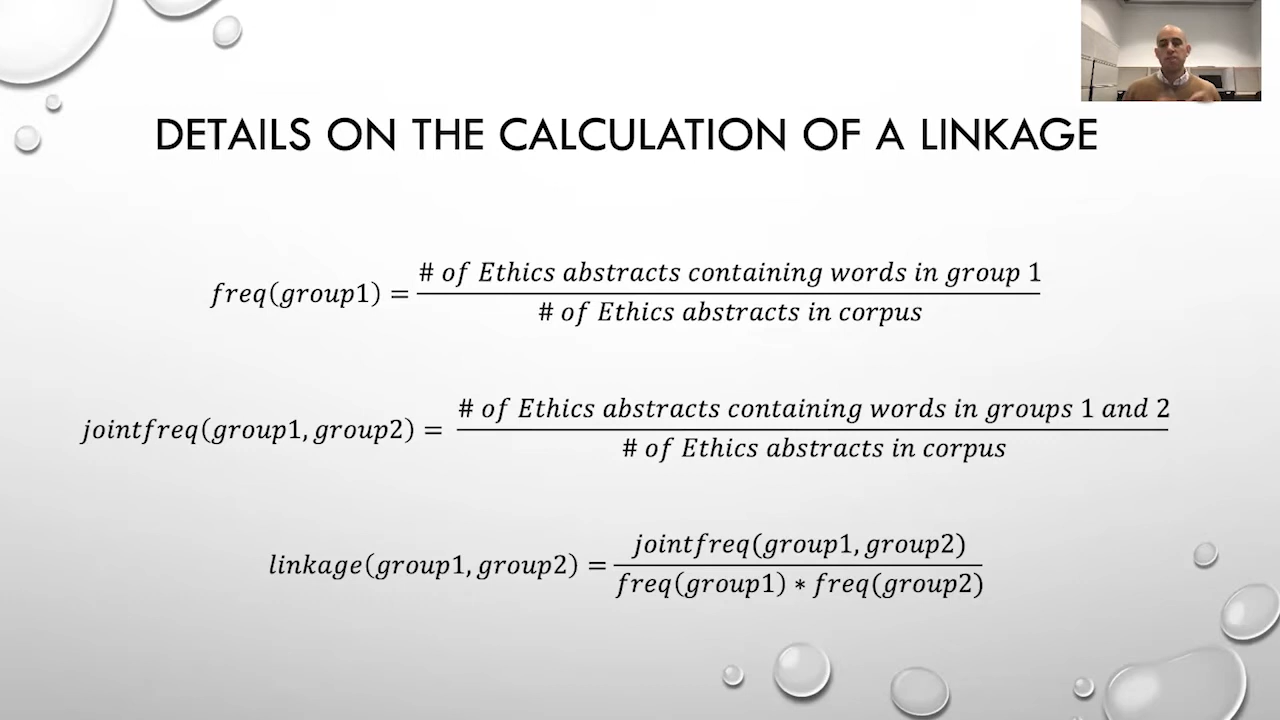 DETAILS ON THE CALCULATION OF A LINKAGE
freq(group1) = # of Ethics abstracts containing words in group 1 / # of Ethics abstracts in corpus
jointfreq(group1, group2) = # of Ethics abstracts containing words in groups 1 and 2 / # of Ethics abstracts in corpus
linkage(group1, group2) = jointfreq(group1, group2) / freq(group1) ∗ freq(group2)